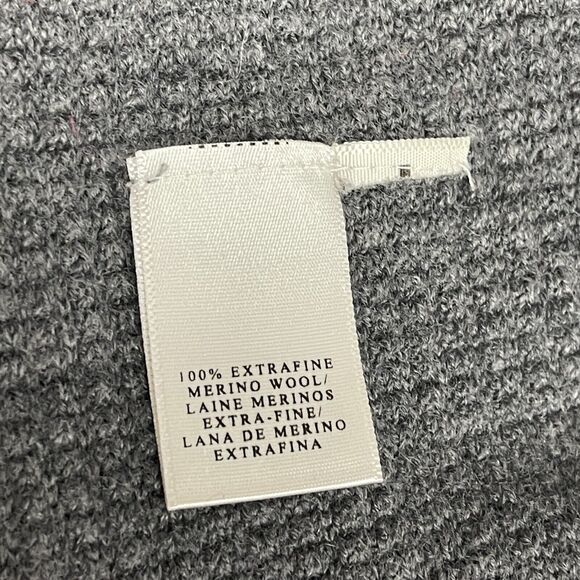 100% EXTRAFINE
MERINO WOOL/
LAINE MERINOS
EXTRA-FINE/
LANA DE MERINO
EXTRAFINA